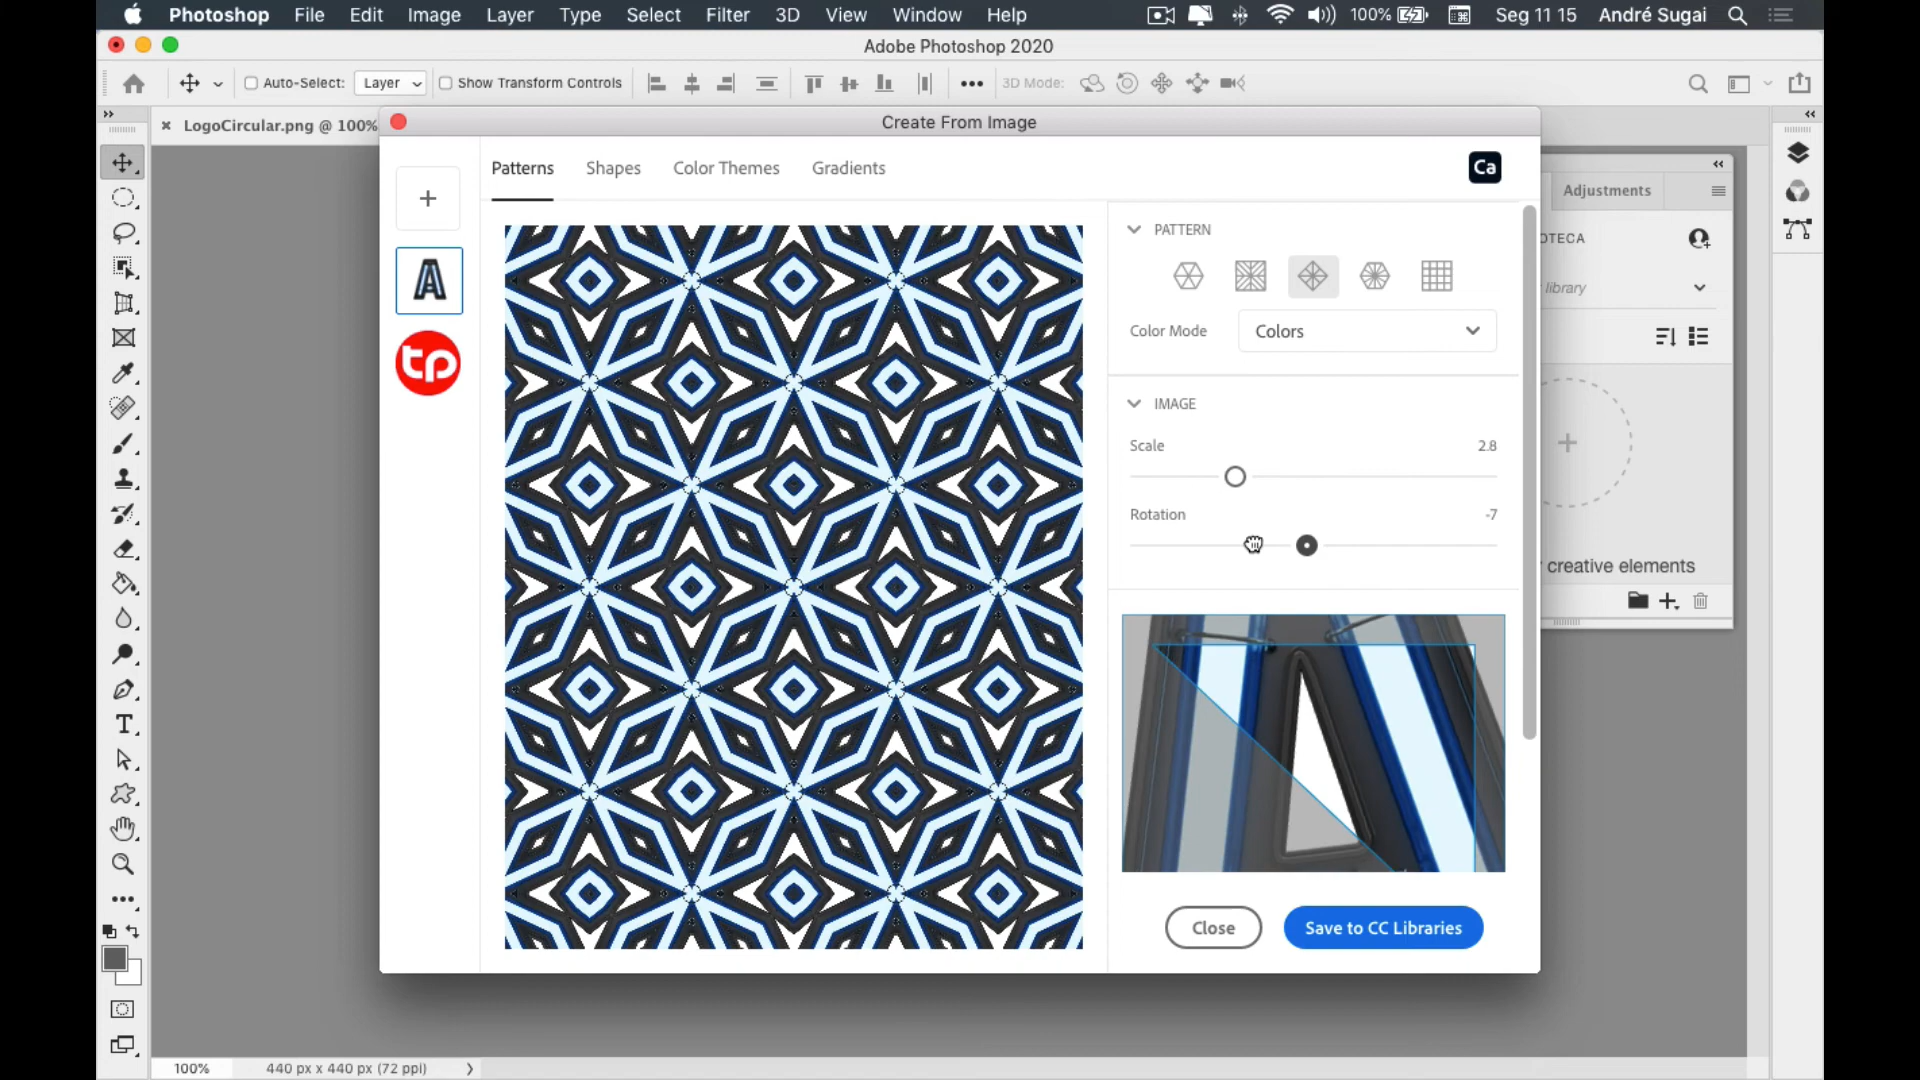 Photoshop File Edit Image Layer Type Select Filter 3D View Window Help 100% Seg 11 15 André Sugai
Adobe Photoshop 2020
Auto-Select: Layer Show Transform Controls 3D Mode:
LogoCircular.png @ 100%
Create From Image
Patterns Shapes Color Themes Gradients Ca
Adjustments
PATTERN
OTECA
library
Color Mode Colors
tp
IMAGE
Scale 2.8
Rotation -7
creative elements
Close Save to CC Libraries
100% 440 px x 440 px (72 ppi)